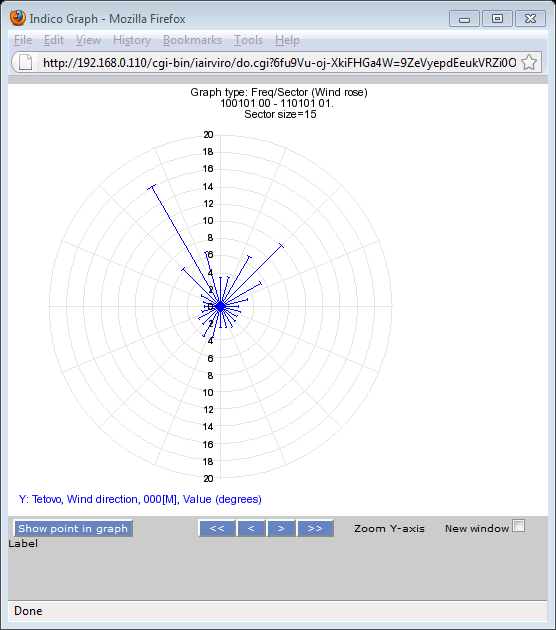 Indico Graph - Mozilla Firefox
File Edit View History Bookmarks Tools Help
http://192.168.0.110/cgi-bin/iairviro/do.cgi?6fu9Vu-oj-XkiFHGa4W=9ZeVyepdEeukVRZi0O
Graph type: Freq/Sector (Wind rose)
100101 00 - 110101 01.
Sector size=15
20
18
16
14
12
10
8
6
4
2
0
2
4
6
8
10
12
14
16
18
20
Y: Tetovo, Wind direction, 000[M], Value (degrees)
Show point in graph << < > >> Zoom Y-axis New window
Label
Done